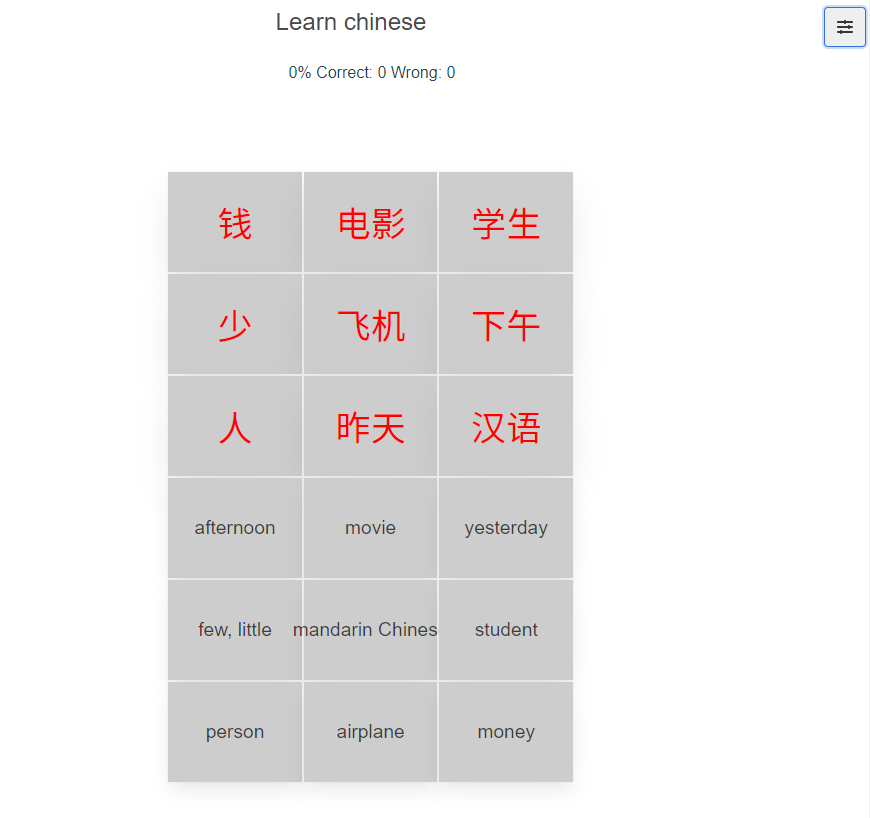 Learn chinese
0% Correct: 0 Wrong: 0
钱 电影 学生
少 飞机 下午
人 昨天 汉语
afternoon movie yesterday
few, little mandarin Chines student
person airplane money